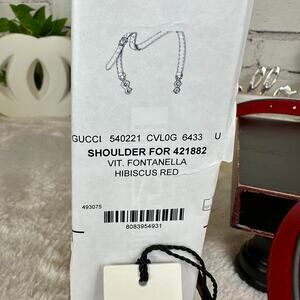 GUCCI 540221 CVL0G 6433 U
SHOULDER FOR 421882
VIT. FONTANELLA
HIBISCUS RED
493075
8083954931